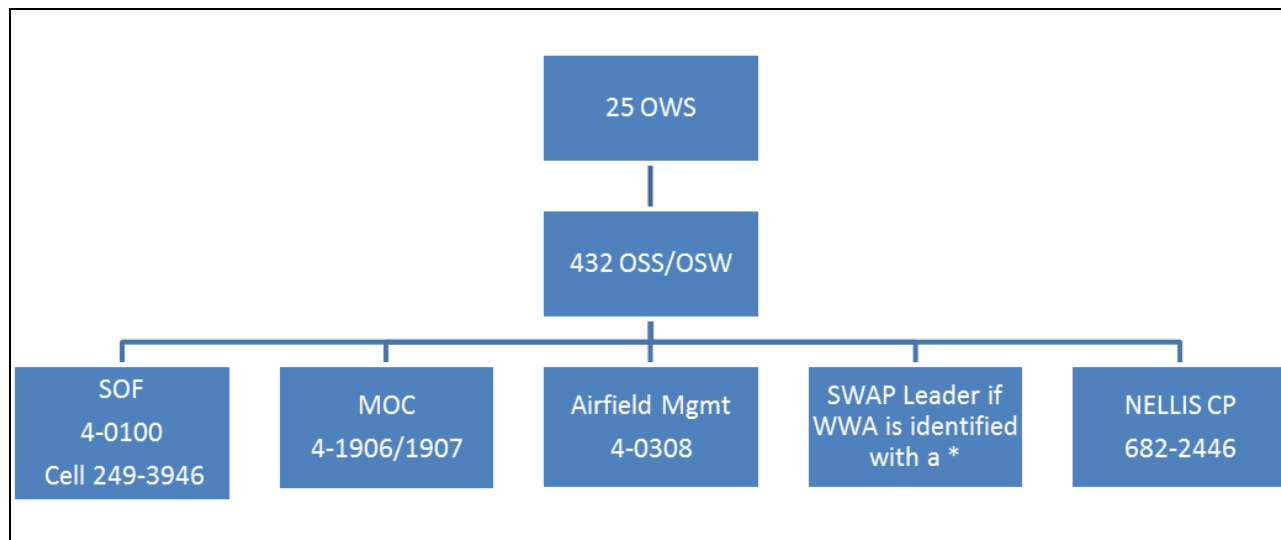 25 OWS
432 OSS/OSW
SOF
4-0100
Cell 249-3946
MOC
4-1906/1907
Airfield Mgmt
4-0308
SWAP Leader if
WWA is identified
with a *
NELLIS CP
682-2446